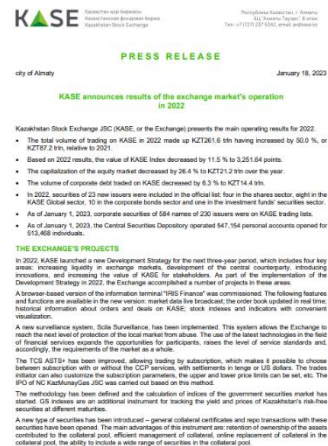 KASE
Қазақстан қор биржасы
Казахстанская фондовая биржа
Kazakhstan Stock Exchange
Республика Казахстан, г. Алматы
PRESS RELEASE
city of Almaty
January 18, 2023
KASE announces results of the exchange market's operation
in 2022
Kazakhstan Stock Exchange JSC (KASE, or the Exchange) presents the main operating results for 2022.
• The total volume of trading on KASE in 2022 made up KZT261.6 trln having increased by 50.0 %, or
KZT87.2 trln, relative to 2021.
• Based on 2022 results, the value of KASE Index decreased by 11.5 % to 3,251.64 points.
• The capitalization of the equity market decreased by 26.4 % to KZT21.2 trln over the year.
• The volume of corporate debt traded on KASE decreased by 6.3 % to KZT14.4 trln.
• In 2022, securities of 23 new issuers were included in the official list: four in the shares sector, eight in the
KASE Global sector, 10 in the corporate bonds sector and one in the investment funds' securities sector.
• As of January 1, 2023, corporate securities of 584 names of 230 issuers were on KASE trading lists.
• As of January 1, 2023, the Central Securities Depository operated 547,154 personal accounts opened for
513,468 individuals.
THE EXCHANGE'S PROJECTS
In 2022, KASE launched a new Development Strategy for the next three-year period, which includes four key
areas: increasing liquidity in exchange markets, development of the central counterparty, introducing
innovations, and increasing the value of KASE for stakeholders. As part of the implementation of the
Development Strategy in 2022, the Exchange accomplished a number of projects in these areas.
A browser-based version of the information terminal "IRIS Finance" was commissioned. The following features
and functions are available in the new version: market data live broadcast; the order book updated in real time;
historical information about orders and deals on KASE; stock indexes and indicators with convenient
visualization.
A new surveillance system, Scila Surveillance, has been implemented. This system allows the Exchange to
reach the next level of protection of the local market from abuse. The use of the latest technologies in the field
of financial services expands the opportunities for participants, raises the level of service standards and,
accordingly, the requirements of the market as a whole.
The TCS ASTS+ has been improved, allowing trading by subscription, which makes it possible to choose
between subscription with or without the CCP services, with settlements in tenge or US dollars. The trades
initiator can also customize the subscription parameters, the upper and lower price limits can be set, etc. The
IPO of NC KazMunayGas JSC was carried out based on this method.
The methodology has been defined and the calculation of indices of the government securities market has
started. GS indexes are an additional instrument for tracking the yield and prices of Kazakhstan's risk-free
securities at different maturities.
A new type of securities has been introduced – general collateral certificates and repo transactions with these
securities have been opened. The main advantages of this instrument are: retention of ownership of the assets
contributed to the collateral pool, efficient management of collateral, online replacement of collateral in the
collateral pool, the ability to include a wide range of securities in the collateral pool.